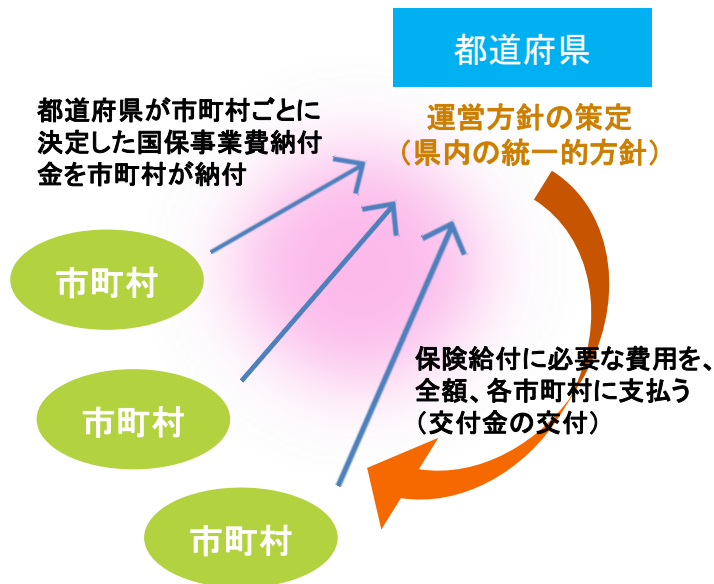 都道府県
都道府県が市町村ごとに
決定した国保事業費納付
金を市町村が納付
運営方針の策定
（県内の統一的方針）
市町村
保険給付に必要な費用を、
全額、各市町村に支払う
（交付金の交付）
市町村
市町村